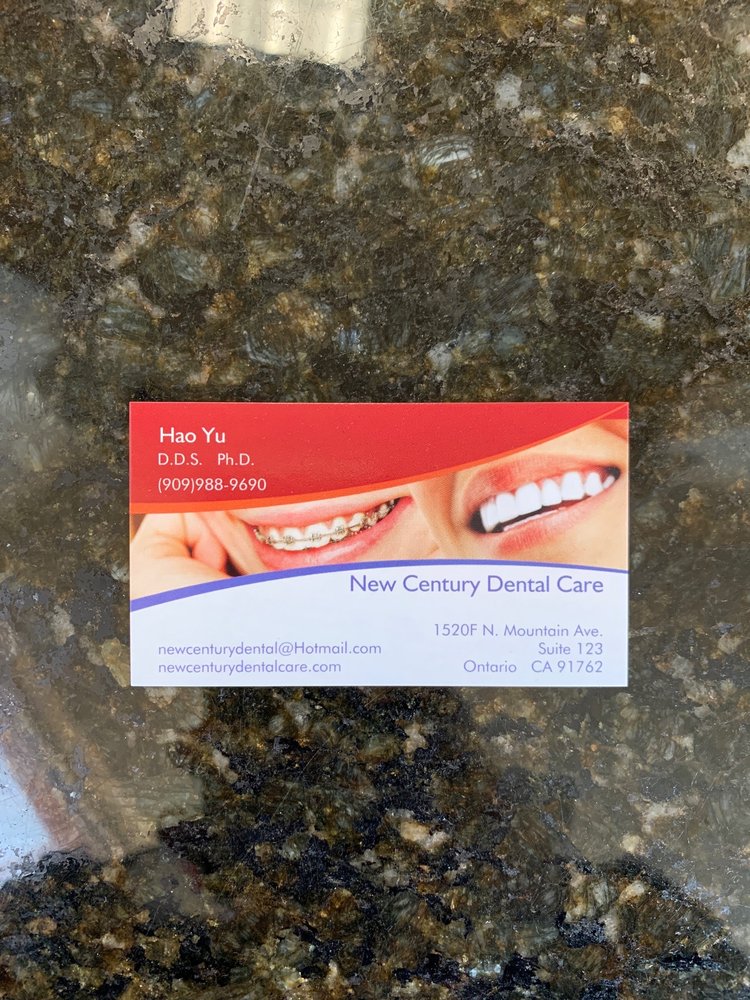 Hao Yu
D.D.S. Ph.D.
(909)988-9690
New Century Dental Care
1520F N. Mountain Ave.
Suite 123
Ontario CA 91762
newcenturydental@Hotmail.com
newcenturydentalcare.com